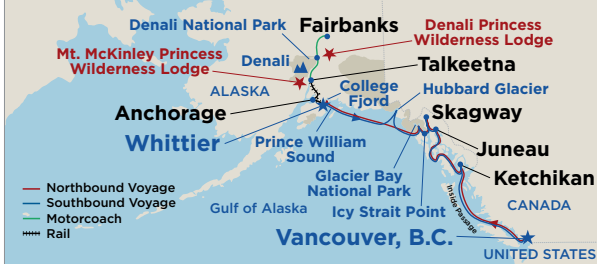 Denali National Park
Fairbanks
Denali Princess
Wilderness Lodge
Mt. McKinley Princess
Wilderness Lodge
Denali
Talkeetna
ALASKA
College
Fjord
Hubbard Glacier
Anchorage
Skagway
Whittier
Prince William
Sound
Juneau
Glacier Bay
National Park
Ketchikan
Northbound Voyage
Southbound Voyage
Motorcoach
Rail
Gulf of Alaska
Icy Strait Point
Inside Passage
CANADA
Vancouver, B.C.
UNITED STATES